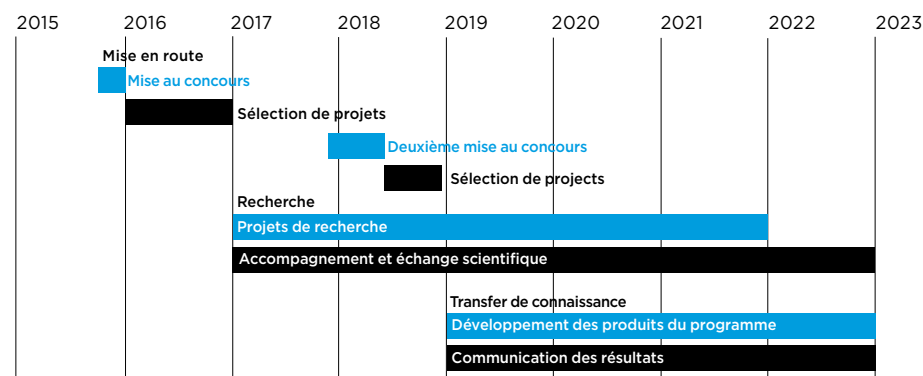 2015 2016 2017 2018 2019 2020 2021 2022 2023
Mise en route
Mise au concours
Sélection de projets
Deuxième mise au concours
Sélection de projects
Recherche
Projets de recherche
Accompagnement et échange scientifique
Transfer de connaissance
Développement des produits du programme
Communication des résultats